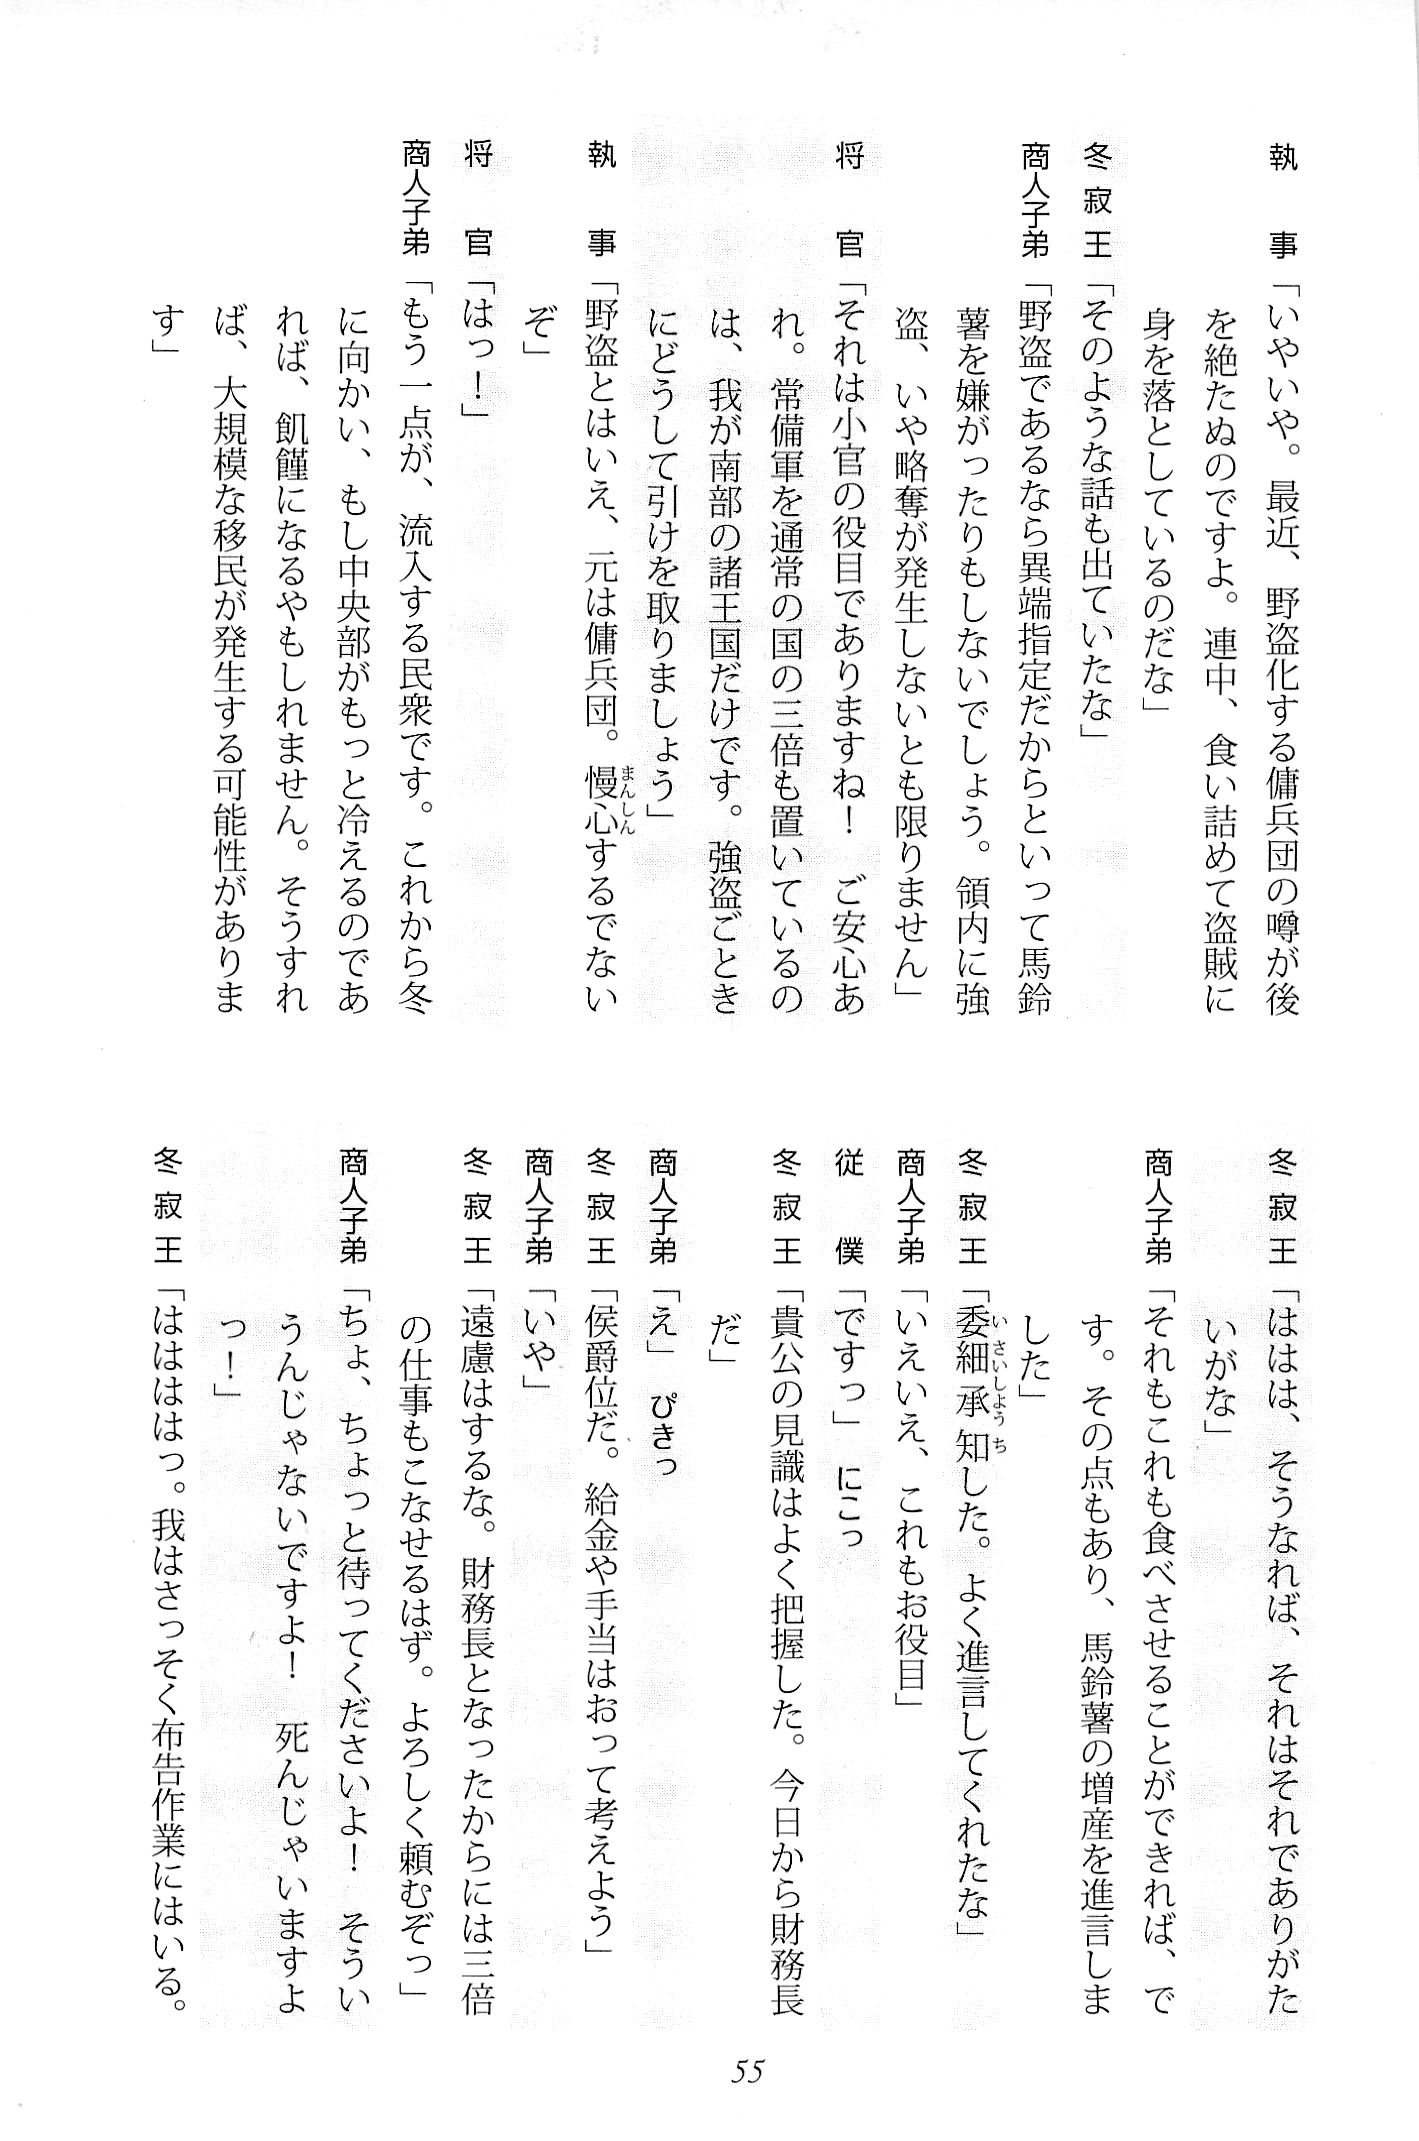 執事「いやいや。最近、野盗化する傭兵団の噂が後
を絶たぬのですよ。連中、食い詰めて盗賊に
身を落としているのだな」
冬寂王「そのような話も出ていたな」
商人子弟「野盗であるなら異端指定だからといって馬鈴
薯を嫌がったりもしないでしょう。領内に強
盗、いや略奪が発生しないとも限りません」
将官「それは小官の役目でありますね！　ご安心あ
れ。常備軍を通常の国の三倍も置いているの
は、我が南部の諸王国だけです。強盗ごとき
にどうして引けを取りましょう」
執事「野盗とはいえ、元は傭兵団。慢心するでない
ぞ」
将官「はっ！」
商人子弟「もう一点が、流入する民衆です。これから冬
に向かい、もし中央部がもっと冷えるのであ
れば、飢饉になるやもしれません。そうすれ
ば、大規模な移民が発生する可能性がありま
す」
冬寂王「ははは、そうなれば、それはそれでありがた
いがな」
商人子弟「それもこれも食べさせることができれば、で
す。その点もあり、馬鈴薯の増産を進言しま
した」
冬寂王「委細承知した。よく進言してくれたな」
商人子弟「いえいえ、これもお役目」
従僕「ですっ」　にこっ
冬寂王「貴公の見識はよく把握した。今日から財務長
だ」
商人子弟「え」　ぴきっ
冬寂王「侯爵位だ。給金や手当はおって考えよう」
商人子弟「いや」
冬寂王「遠慮はするな。財務長となったからには三倍
の仕事もこなせるはず。よろしく頼むぞっ」
商人子弟「ちょ、ちょっと待ってくださいよ！　そうい
うんじゃないですよ！　死んじゃいますよ
っ！」
冬寂王「はははははっ。我はさっそく布告作業にはいる。
55